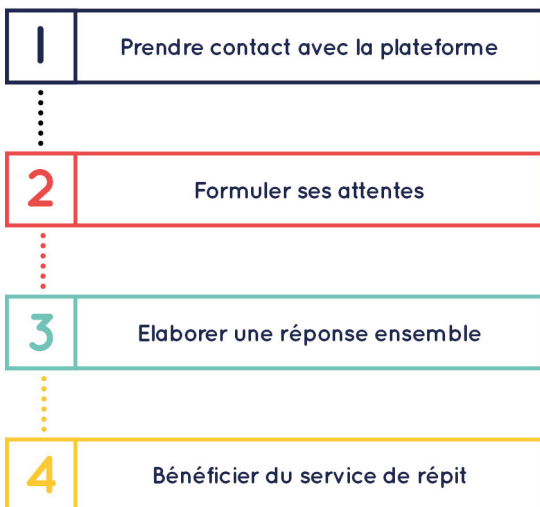 1 Prendre contact avec la plateforme
2 Formuler ses attentes
3 Elaborer une réponse ensemble
4 Bénéficier du service de répit